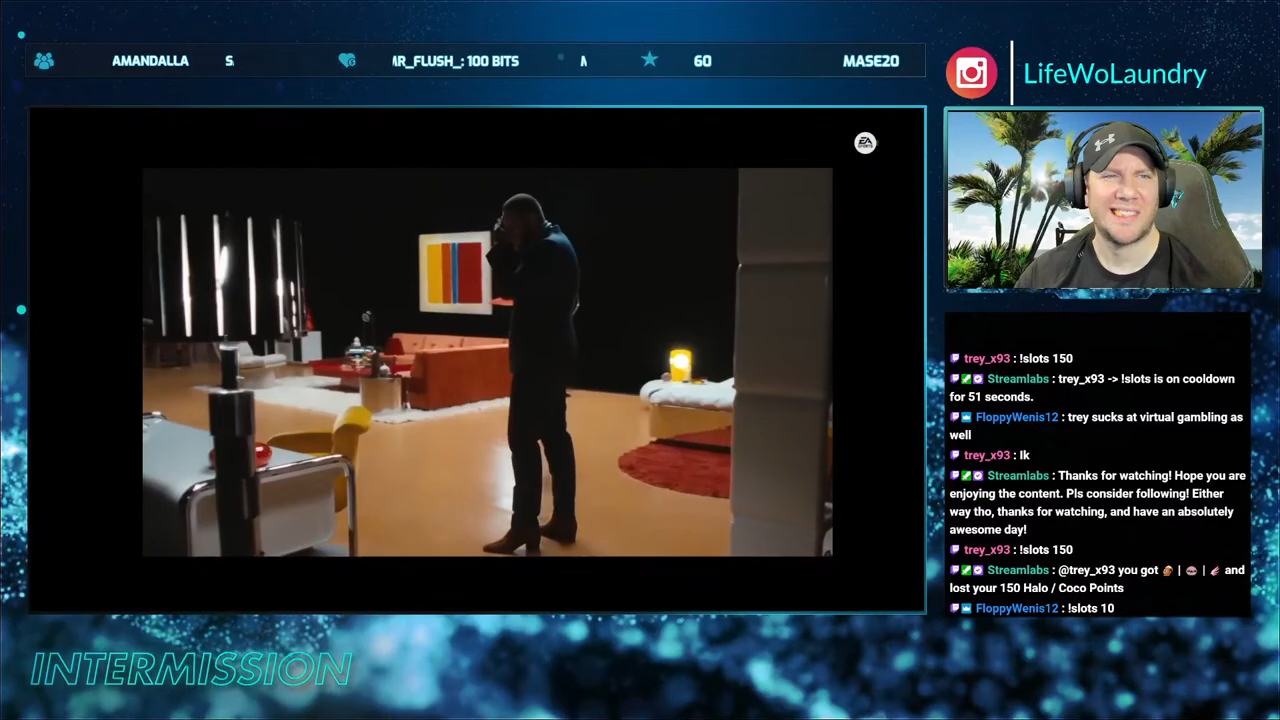 AMANDALLA S.
MR_FLUSH_: 100 BITS
60
MASE20
LifeWoLaundry
EA
SPORTS
trey_x93 : !slots 150
Streamlabs : trey_x93 -> !slots is on cooldown
for 51 seconds.
FloppyWenis12 : trey sucks at virtual gambling as
well
trey_x93 : Ik
Streamlabs : Thanks for watching! Hope you are
enjoying the content. Pls consider following! Either
way tho, thanks for watching, and have an absolutely
awesome day!
trey_x93 : !slots 150
Streamlabs : @trey_x93 you got | | and
lost your 150 Halo / Coco Points
FloppyWenis12 : !slots 10
INTERMISSION